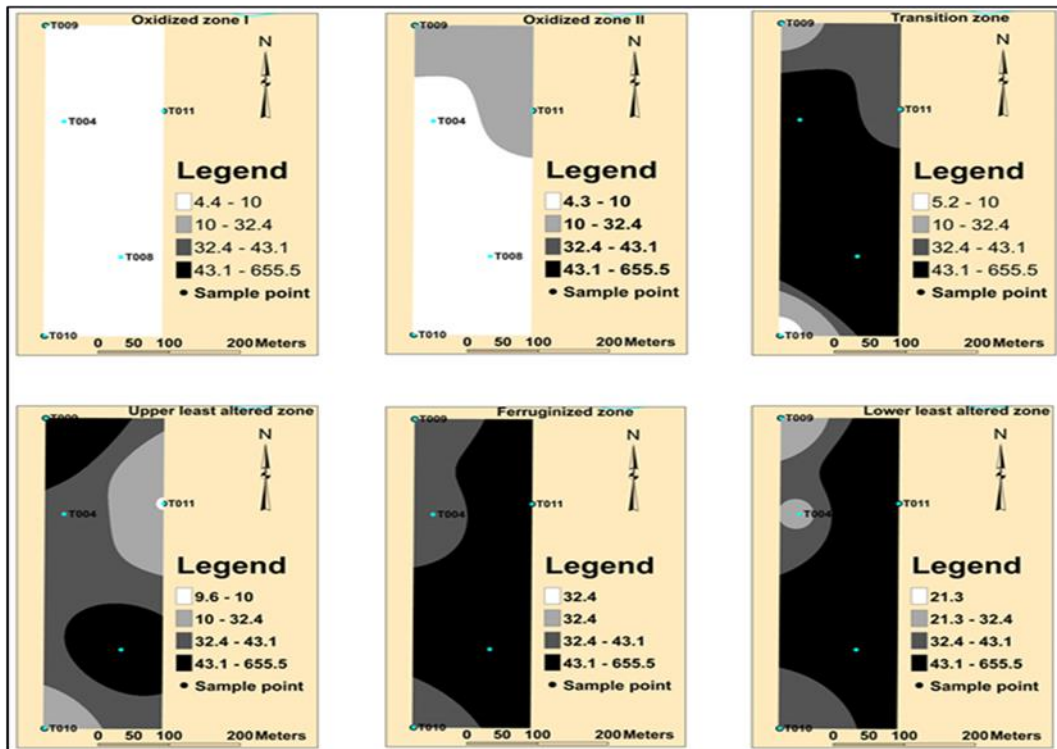 Oxidized zone I
T009
N
T011
T004
Legend
4.4 - 10
10 - 32.4
32.4 - 43.1
43.1 - 655.5
Sample point
T008
T010
0 50 100 200 Meters
Oxidized zone II
T009
N
T011
T004
Legend
4.3 - 10
10 - 32.4
32.4 - 43.1
43.1 - 655.5
Sample point
T008
T010
0 50 100 200 Meters
Transition zone
T009
N
T011
Legend
5.2 - 10
10 - 32.4
32.4 - 43.1
43.1 - 655.5
Sample point
T010
0 50 100 200 Meters
Upper least altered zone
T009
N
T011
T004
Legend
9.6 - 10
10 - 32.4
32.4 - 43.1
43.1 - 655.5
Sample point
T010
0 50 100 200 Meters
Ferruginized zone
T009
N
T011
T004
Legend
32.4
32.4
32.4 - 43.1
43.1 - 655.5
Sample point
T010
0 50 100 200 Meters
Lower least altered zone
T009
N
T011
T004
Legend
21.3
21.3 - 32.4
32.4 - 43.1
43.1 - 655.5
Sample point
T010
0 50 100 200 Meters